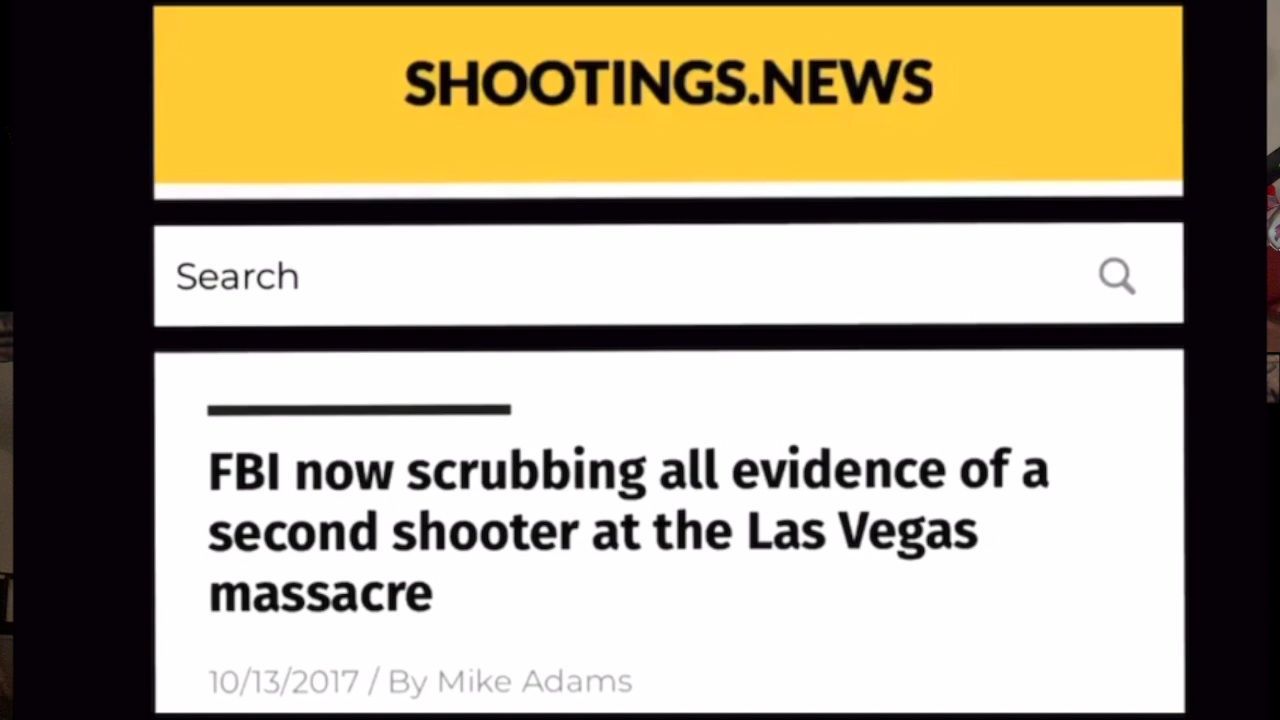 SHOOTINGS.NEWS
Search
FBI now scrubbing all evidence of a
second shooter at the Las Vegas
massacre
10/13/2017 / By Mike Adams